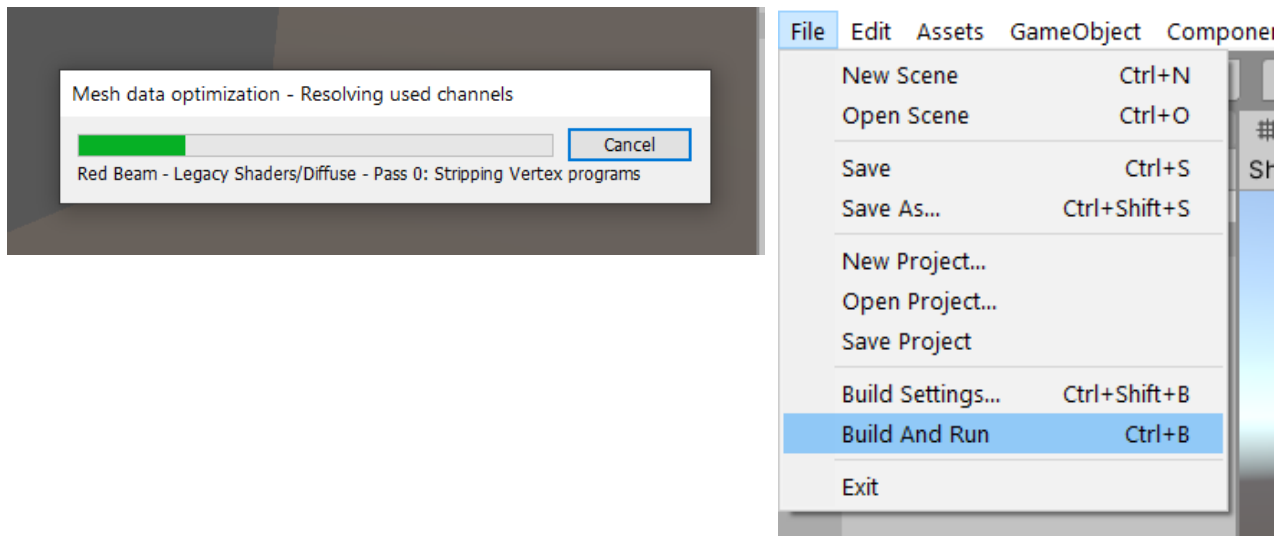 Mesh data optimization - Resolving used channels
Cancel
Red Beam - Legacy Shaders/Diffuse - Pass 0: Stripping Vertex programs
File Edit Assets GameObject
New Scene Ctrl+N
Open Scene Ctrl+O
Save Ctrl+S
Save As... Ctrl+Shift+S
New Project...
Open Project...
Save Project
Build Settings... Ctrl+Shift+B
Build And Run Ctrl+B
Exit